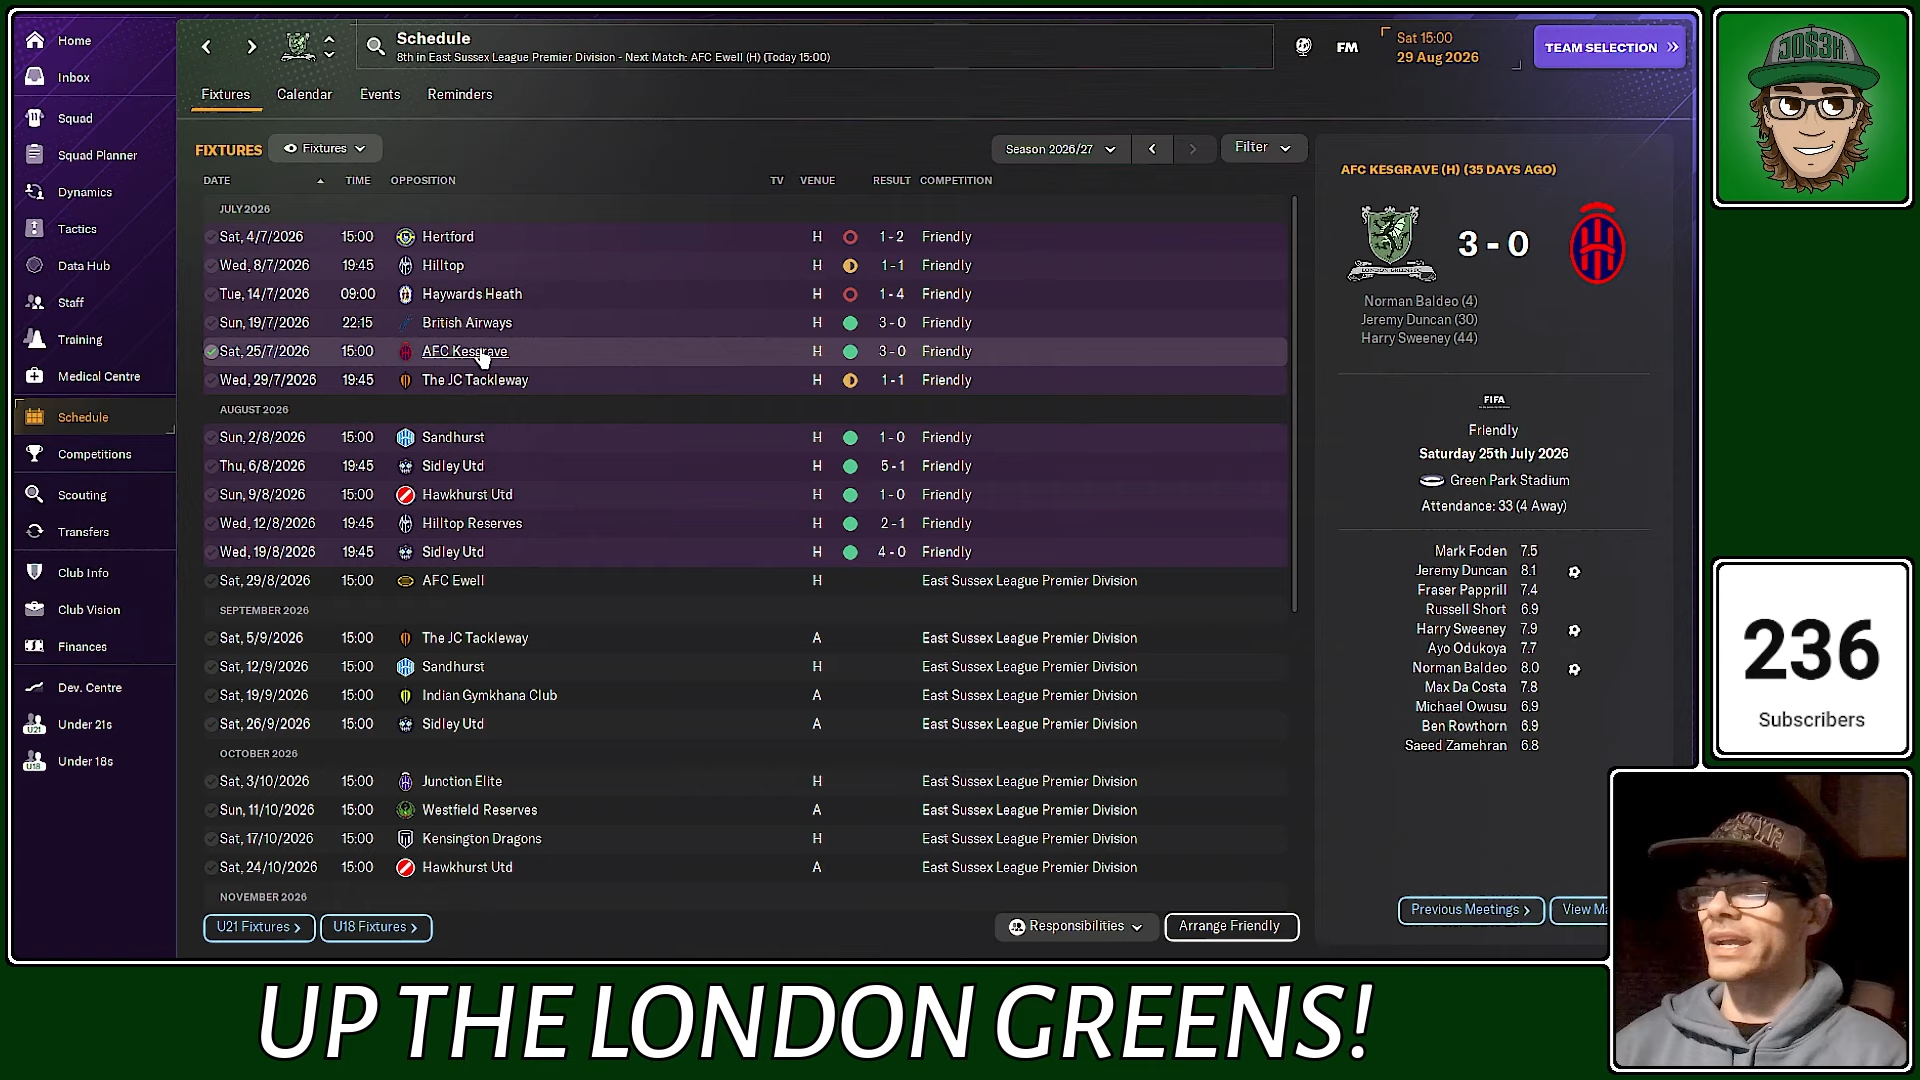 Home
Inbox
Squad
Squad Planner
Dynamics
Tactics
Data Hub
Staff
Training
Medical Centre
Schedule
Competitions
Scouting
Transfers
Club Info
Club Vision
Finances
Dev. Centre
Under 21s
Under 18s
Schedule
8th in East Sussex League Premier Division - Next Match: AFC Ewell (H) (Today 15:00)
FM
Sat 15:00
29 Aug 2026
TEAM SELECTION
Fixtures Calendar Events Reminders
FIXTURES Fixtures Season 2026/27 Filter
DATE TIME OPPOSITION TV VENUE RESULT COMPETITION
JULY 2026
Sat, 4/7/2026 15:00 Hertford H 1 - 2 Friendly
Wed, 8/7/2026 19:45 Hilltop H 1 - 1 Friendly
Tue, 14/7/2026 09:00 Haywards Heath H 1 - 4 Friendly
Sun, 19/7/2026 22:15 British Airways H 3 - 0 Friendly
Sat, 25/7/2026 15:00 AFC Kesgrave H 3 - 0 Friendly
Wed, 29/7/2026 19:45 The JC Tackleway H 1 - 1 Friendly
AUGUST 2026
Sun, 2/8/2026 15:00 Sandhurst H 1 - 0 Friendly
Thu, 6/8/2026 19:45 Sidley Utd H 5 - 1 Friendly
Sun, 9/8/2026 15:00 Hawkhurst Utd H 1 - 0 Friendly
Wed, 12/8/2026 19:45 Hilltop Reserves H 2 - 1 Friendly
Wed, 19/8/2026 19:45 Sidley Utd H 4 - 0 Friendly
Sat, 29/8/2026 15:00 AFC Ewell H East Sussex League Premier Division
SEPTEMBER 2026
Sat, 5/9/2026 15:00 The JC Tackleway A East Sussex League Premier Division
Sat, 12/9/2026 15:00 Sandhurst H East Sussex League Premier Division
Sat, 19/9/2026 15:00 Indian Gymkhana Club A East Sussex League Premier Division
Sat, 26/9/2026 15:00 Sidley Utd A East Sussex League Premier Division
OCTOBER 2026
Sat, 3/10/2026 15:00 Junction Elite H East Sussex League Premier Division
Sun, 11/10/2026 15:00 Westfield Reserves A East Sussex League Premier Division
Sat, 17/10/2026 15:00 Kensington Dragons H East Sussex League Premier Division
Sat, 24/10/2026 15:00 Hawkhurst Utd A East Sussex League Premier Division
NOVEMBER 2026
U21 Fixtures U18 Fixtures Responsibilities Arrange Friendly
AFC KESGRAVE (H) (35 DAYS AGO)
LONDON GREENS FC
3 - 0
Norman Baldeo (4)
Jeremy Duncan (30)
Harry Sweeney (44)
FIFA
Friendly
Saturday 25th July 2026
Green Park Stadium
Attendance: 33 (4 Away)
Mark Foden 7.5
Jeremy Duncan 8.1
Fraser Papprill 7.4
Russell Short 6.9
Harry Sweeney 7.9
Ayo Odukoya 7.7
Norman Baldeo 8.0
Max Da Costa 7.8
Michael Owusu 6.9
Ben Rowthorn 6.9
Saeed Zamehran 6.8
Previous Meetings View Ma
JO$3H
236
Subscribers
UP THE LONDON GREENS!